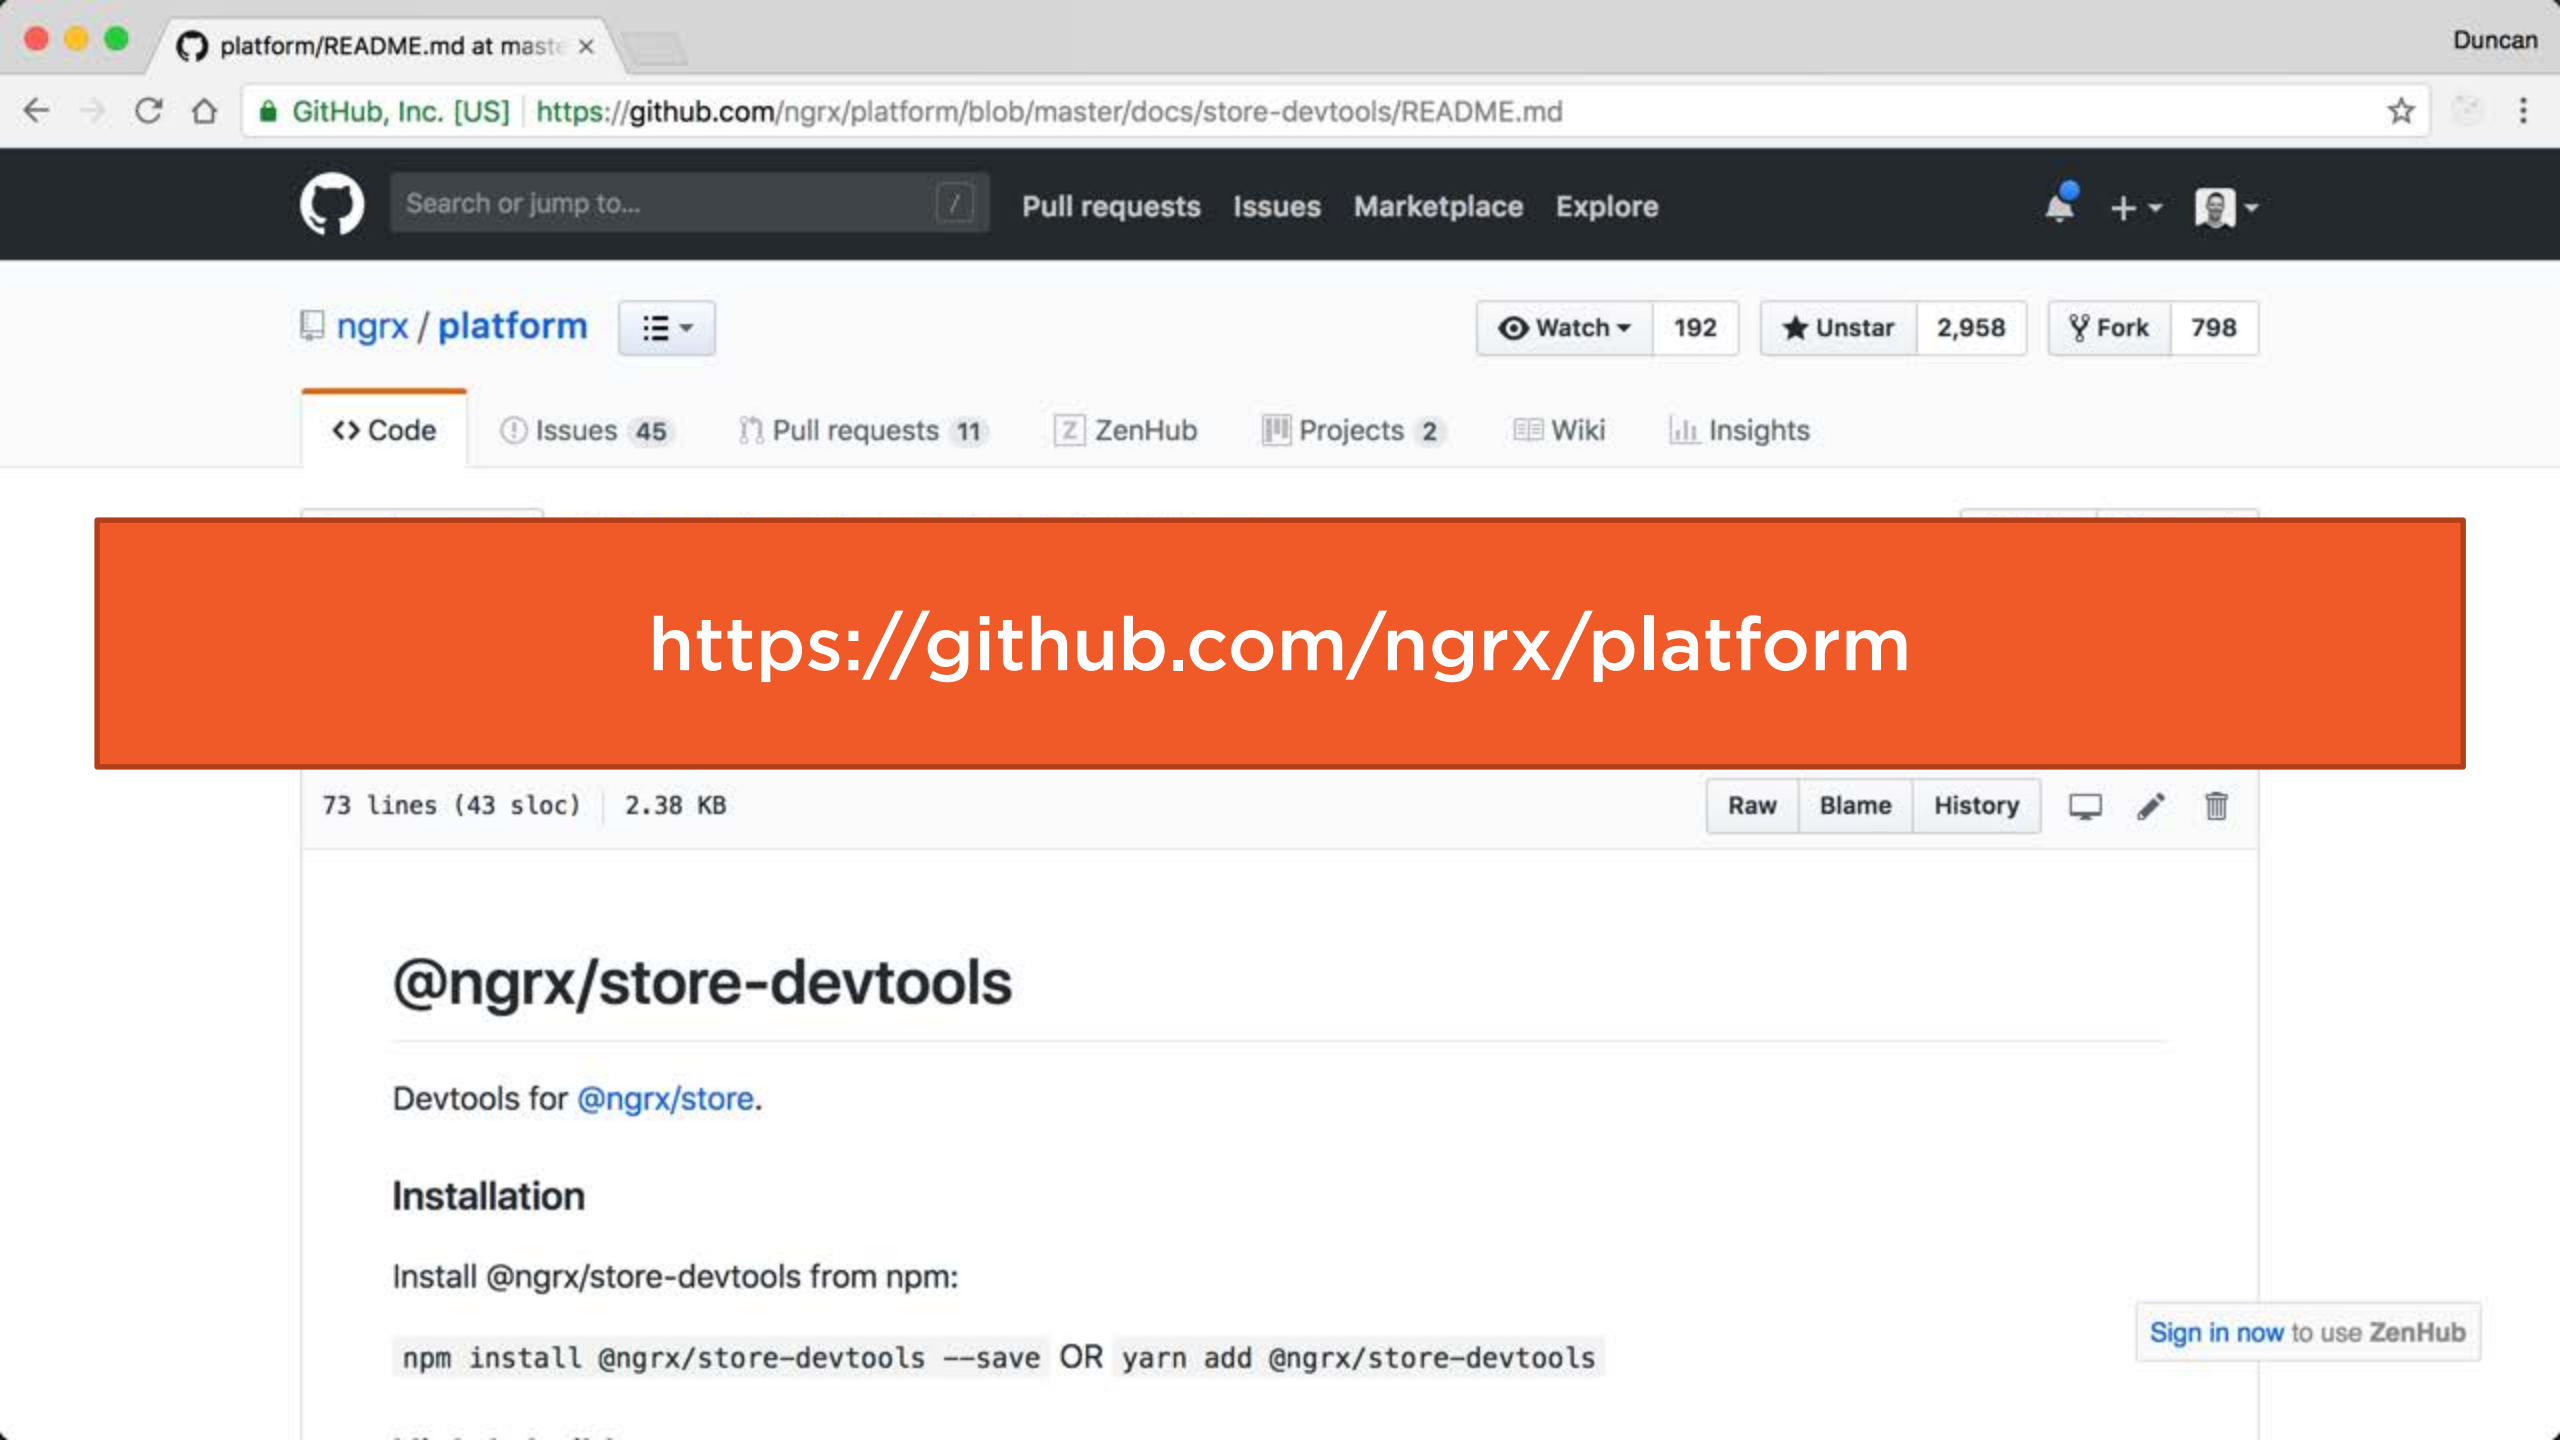 platform/README.md at maste
Duncan
GitHub, Inc. [US] https://github.com/ngrx/platform/blob/master/docs/store-devtools/README.md
Search or jump to... /
Pull requests Issues Marketplace Explore
ngrx / platform
Watch 192 Unstar 2,958 Fork 798
Code Issues 45 Pull requests 11 ZenHub Projects 2 Wiki Insights
https://github.com/ngrx/platform
73 lines (43 sloc) 2.38 KB
Raw Blame History
@ngrx/store-devtools
Devtools for @ngrx/store.
Installation
Install @ngrx/store-devtools from npm:
npm install @ngrx/store-devtools --save OR yarn add @ngrx/store-devtools
Sign in now to use ZenHub